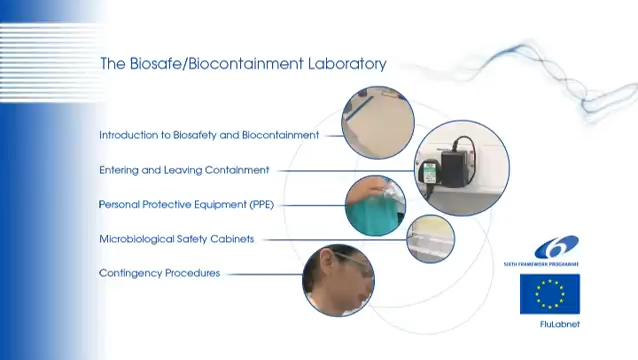 The Biosafe/Biocontainment Laboratory
Introduction to Biosafety and Biocontainment
Entering and Leaving Containment
Personal Protective Equipment (PPE)
Microbiological Safety Cabinets
Contingency Procedures
6
SIXTH FRAMEWORK PROGRAMME
FluLabnet